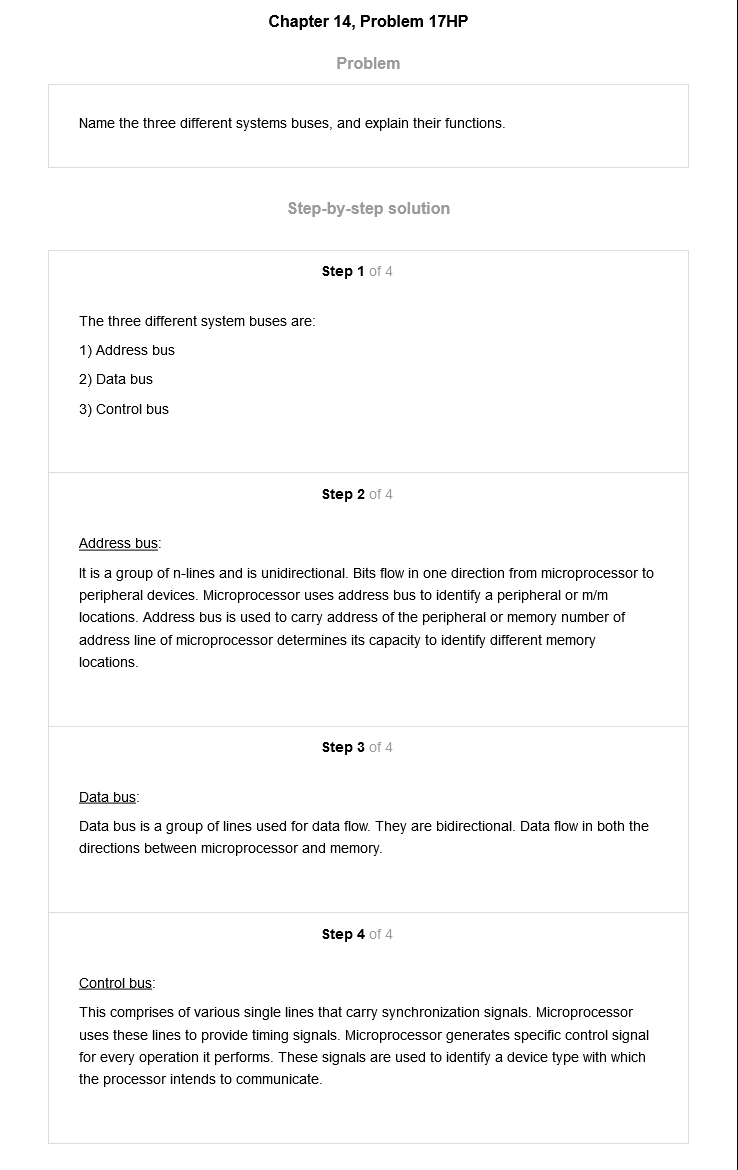 Chapter 14, Problem 17HP
Problem
Name the three different systems buses, and explain their functions.
Step-by-step solution
Step 1 of 4
The three different system buses are:
1) Address bus
2) Data bus
3) Control bus
Step 2 of 4
Address bus:
It is a group of n-lines and is unidirectional. Bits flow in one direction from microprocessor to
peripheral devices. Microprocessor uses address bus to identify a peripheral or m/m
locations. Address bus is used to carry address of the peripheral or memory number of
address line of microprocessor determines its capacity to identify different memory
locations.
Step 3 of 4
Data bus:
Data bus is a group of lines used for data flow. They are bidirectional. Data flow in both the
directions between microprocessor and memory.
Step 4 of 4
Control bus:
This comprises of various single lines that carry synchronization signals. Microprocessor
uses these lines to provide timing signals. Microprocessor generates specific control signal
for every operation it performs. These signals are used to identify a device type with which
the processor intends to communicate.